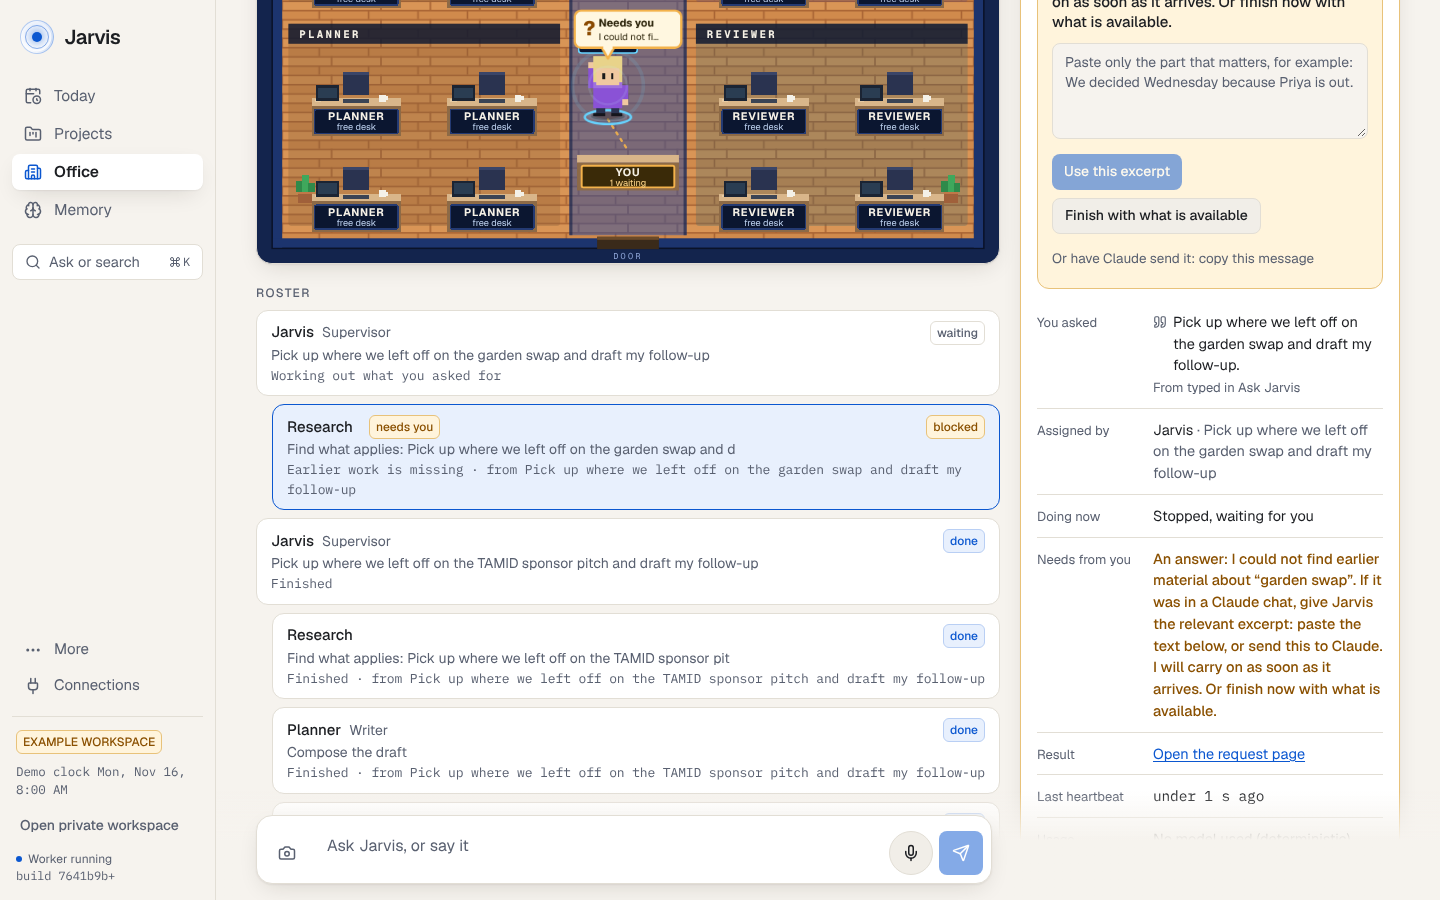 Jarvis
Today
Projects
Office
Memory
Ask or search ⌘ K
More
Connections
EXAMPLE WORKSPACE
Demo clock Mon, Nov 16,
8:00 AM
Open private workspace
Worker running
build 7641b9b+
PLANNER
REVIEWER
? Needs you
I could not fi…
PLANNER
free desk
PLANNER
free desk
REVIEWER
free desk
REVIEWER
free desk
YOU
1 waiting
PLANNER
free desk
PLANNER
free desk
REVIEWER
free desk
REVIEWER
free desk
DOOR
ROSTER
Jarvis Supervisor waiting
Pick up where we left off on the garden swap and draft my follow-up
Working out what you asked for
Research needs you blocked
Find what applies: Pick up where we left off on the garden swap and d
Earlier work is missing · from Pick up where we left off on the garden swap and draft my
follow-up
Jarvis Supervisor done
Pick up where we left off on the TAMID sponsor pitch and draft my follow-up
Finished
Research done
Find what applies: Pick up where we left off on the TAMID sponsor pit
Finished · from Pick up where we left off on the TAMID sponsor pitch and draft my follow-up
Planner Writer done
Compose the draft
Finished · from Pick up where we left off on the TAMID sponsor pitch and draft my follow-up
Ask Jarvis, or say it
on as soon as it arrives. Or finish now with
what is available.
Paste only the part that matters, for example:
We decided Wednesday because Priya is out.
Use this excerpt
Finish with what is available
Or have Claude send it: copy this message
You asked
Pick up where we left off on
the garden swap and draft my
follow-up.
From typed in Ask Jarvis
Assigned by
Jarvis · Pick up where we left off
on the garden swap and draft my
follow-up
Doing now
Stopped, waiting for you
Needs from you
An answer: I could not find earlier
material about “garden swap”. If it
was in a Claude chat, give Jarvis
the relevant excerpt: paste the
text below, or send this to Claude.
I will carry on as soon as it
arrives. Or finish now with what is
available.
Result
Open the request page
Last heartbeat
under 1 s ago
No model used (deterministic)